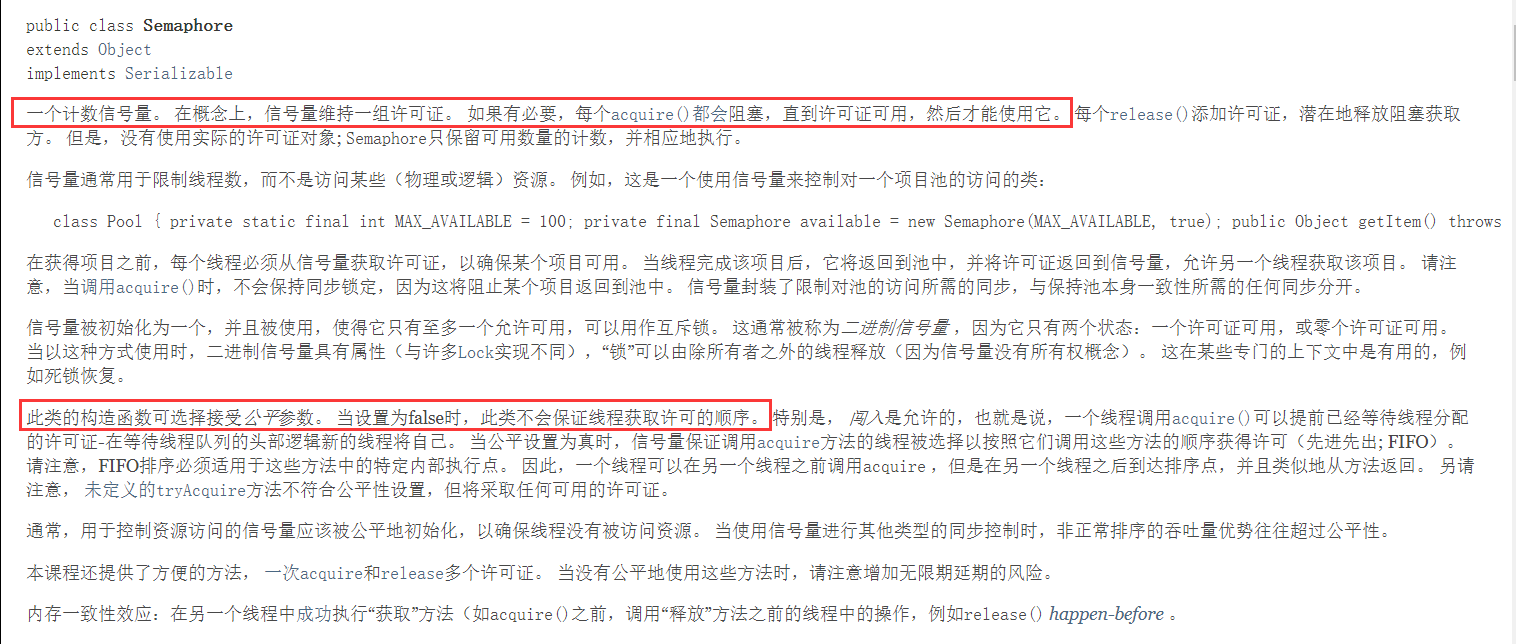 public class Semaphore
extends Object
implements Serializable
一个计数信号量。 在概念上，信号量维持一组许可证。 如果有必要，每个acquire()都会阻塞，直到许可证可用，然后才能使用它。 每个release()添加许可证，潜在地释放阻塞获取
方。 但是，没有使用实际的许可证对象; Semaphore只保留可用数量的计数，并相应地执行。
信号量通常用于限制线程数，而不是访问某些（物理或逻辑）资源。 例如，这是一个使用信号量来控制对一个项目池的访问的类：
class Pool { private static final int MAX_AVAILABLE = 100; private final Semaphore available = new Semaphore(MAX_AVAILABLE, true); public Object getItem() throws
在获得项目之前，每个线程必须从信号量获取许可证，以确保某个项目可用。 当线程完成该项目后，它将返回到池中，并将许可证返回到信号量，允许另一个线程获取该项目。 请注
意，当调用acquire()时，不会保持同步锁定，因为这将阻止某个项目返回到池中。 信号量封装了限制对池的访问所需的同步，与保持池本身一致性所需的任何同步分开。
信号量被初始化为一个，并且被使用，使得它只有至多一个允许可用，可以用作互斥锁。 这通常被称为二进制信号量 ，因为它只有两个状态：一个许可证可用，或零个许可证可用。
当以这种方式使用时，二进制信号量具有属性（与许多Lock实现不同），“锁”可以由除所有者之外的线程释放（因为信号量没有所有权概念）。 这在某些专门的上下文中是有用的，例
如死锁恢复。
此类的构造函数可选择接受公平参数。 当设置为false时，此类不会保证线程获取许可的顺序。 特别是， 闯入是允许的，也就是说，一个线程调用acquire()可以提前已经等待线程分配
的许可证-在等待线程队列的头部逻辑新的线程将自己。 当公平设置为真时，信号量保证调用acquire方法的线程被选择以按照它们调用这些方法的顺序获得许可（先进先出; FIFO）。
请注意，FIFO排序必须适用于这些方法中的特定内部执行点。 因此，一个线程可以在另一个线程之前调用acquire ，但是在另一个线程之后到达排序点，并且类似地从方法返回。 另请
注意， 未定义的tryAcquire方法不符合公平性设置，但将采取任何可用的许可证。
通常，用于控制资源访问的信号量应该被公平地初始化，以确保线程没有被访问资源。 当使用信号量进行其他类型的同步控制时，非正常排序的吞吐量优势往往超过公平性。
本课程还提供了方便的方法， 一次acquire和release多个许可证。 当没有公平地使用这些方法时，请注意增加无限期延期的风险。
内存一致性效应：在另一个线程中成功执行“获取”方法（如acquire()之前，调用“释放”方法之前的线程中的操作，例如release() happen-before 。